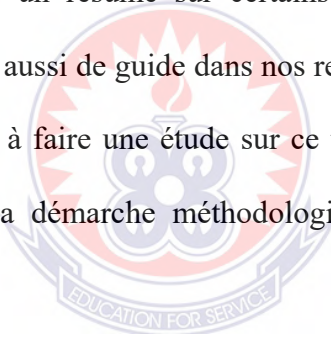 un résumé sur certains
aussi de guide dans nos re
à faire une étude sur ce
a démarche méthodologi
EDUCATION FOR SERVICE